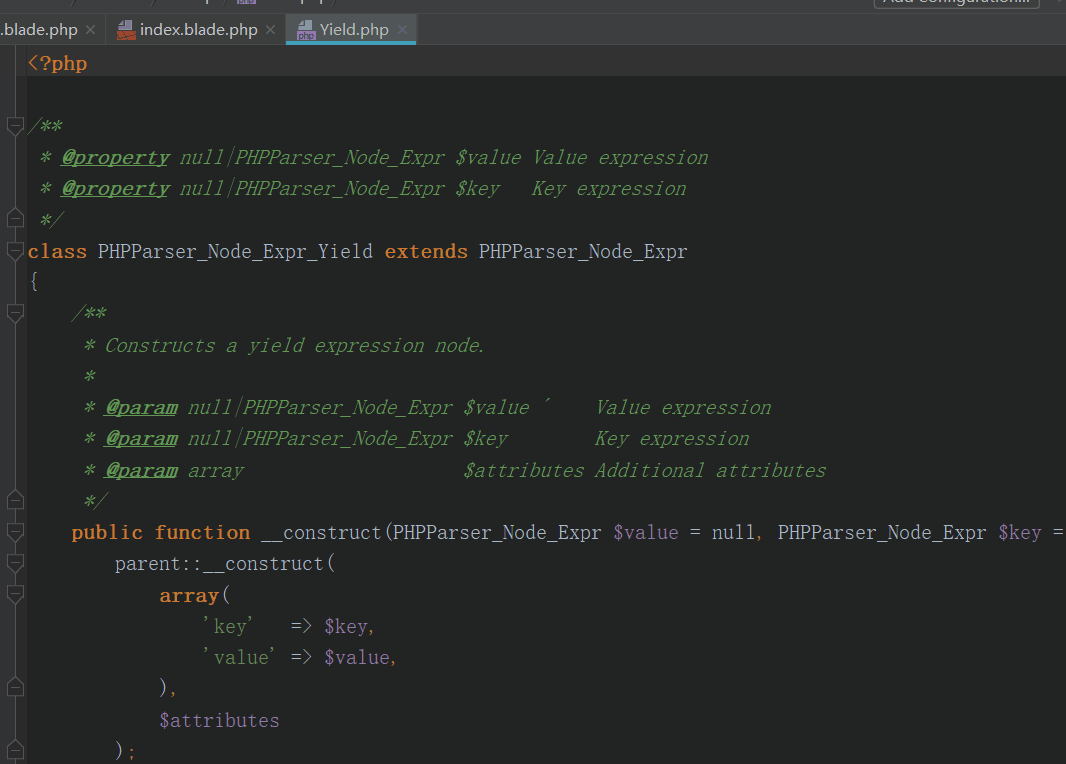 .blade.php index.blade.php Yield.php
<?php
/**
* @property null|PHPParser_Node_Expr $value Value expression
* @property null|PHPParser_Node_Expr $key   Key expression
*/
class PHPParser_Node_Expr_Yield extends PHPParser_Node_Expr
{
/**
* Constructs a yield expression node.
*
* @param null|PHPParser_Node_Expr $value ´    Value expression
* @param null|PHPParser_Node_Expr $key        Key expression
* @param array                    $attributes Additional attributes
*/
public function __construct(PHPParser_Node_Expr $value = null, PHPParser_Node_Expr $key =
parent::__construct(
array(
'key'   => $key,
'value' => $value,
),
$attributes
);